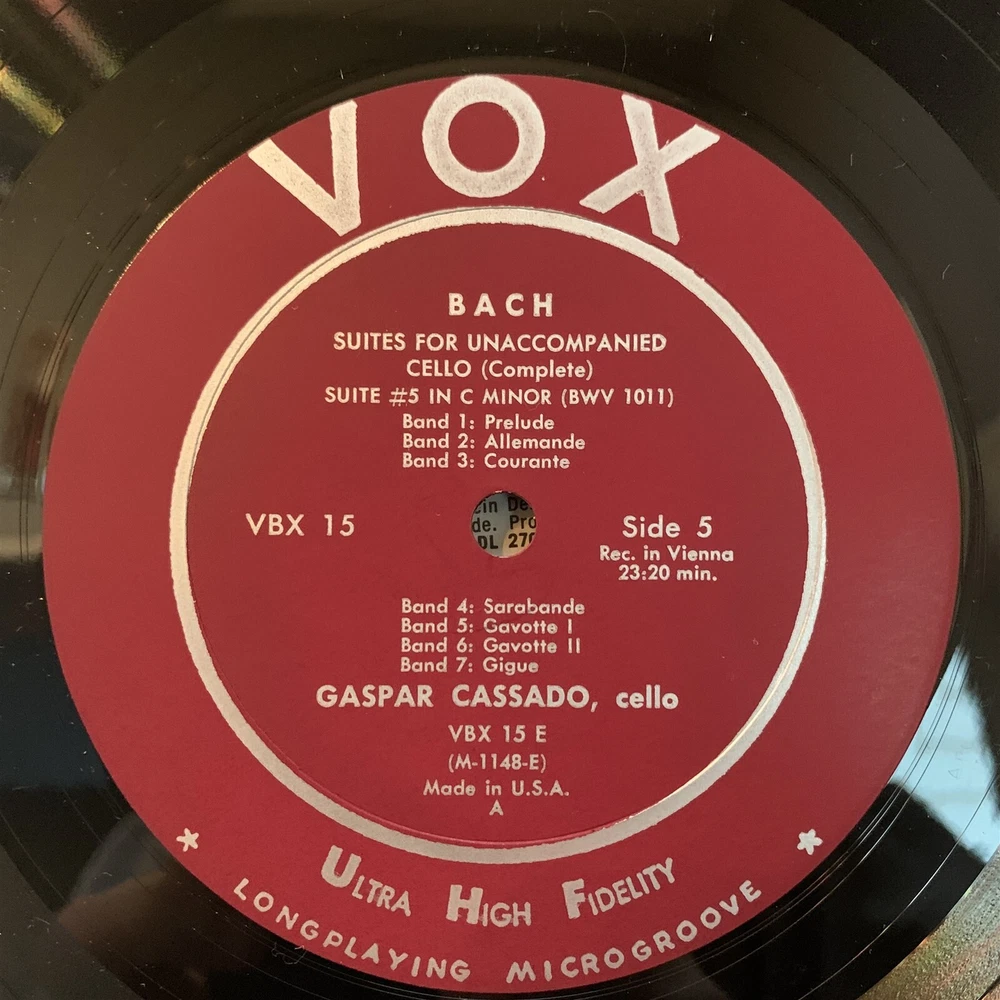 VOX
BACH
SUITES FOR UNACCOMPANIED
CELLO (Complete)
SUITE #5 IN C MINOR (BWV 1011)
Band 1: Prelude
Band 2: Allemande
Band 3: Courante
VBX 15
Side 5
Rec. in Vienna
23:20 min.
Band 4: Sarabande
Band 5: Gavotte I
Band 6: Gavotte II
Band 7: Gigue
GASPAR CASSADO, cello
VBX 15 E
(M-1148-E)
Made in U.S.A.
A
ULTRA HIGH FIDELITY
LONGPLAYING MICROGROOVE